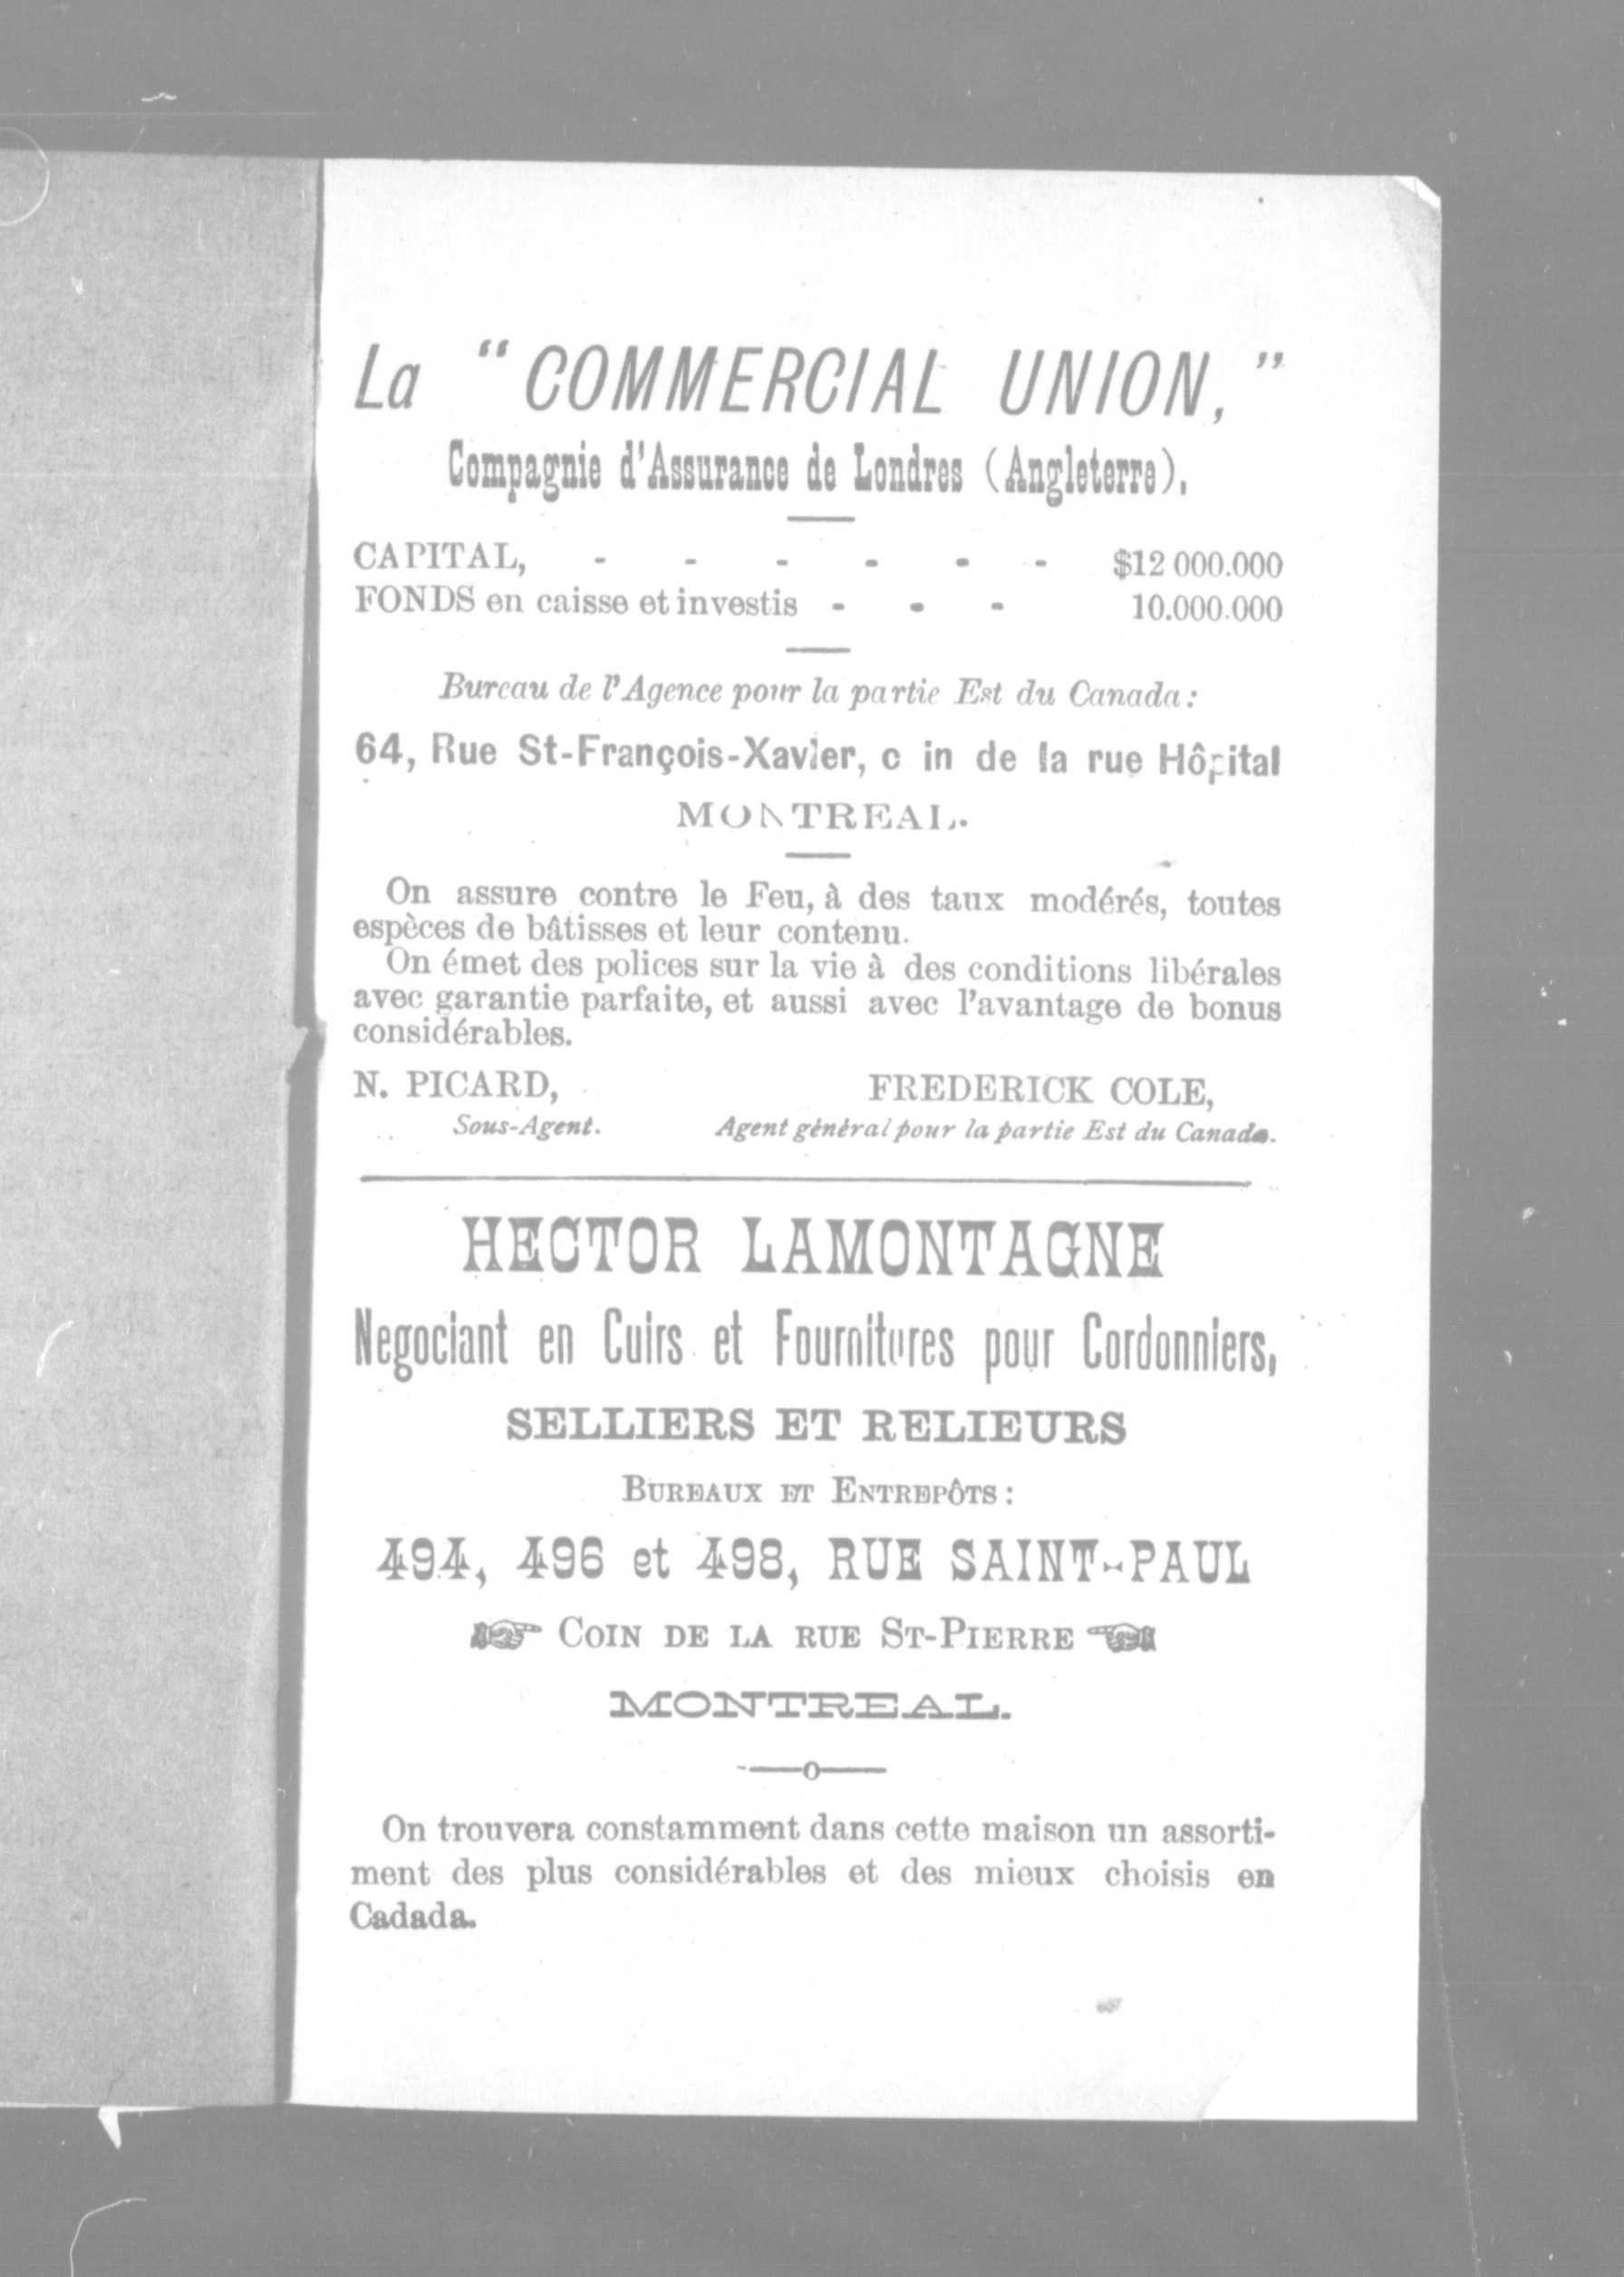 La "COMMERCIAL UNION,"
Compagnie d'Assurance de Londres (Angleterre).
CAPITAL, - - - - - - $12 000.000
FONDS en caisse et investis - - - 10.000.000
Bureau de l'Agence pour la partie Est du Canada:
64, Rue St-François-Xavier, c in de la rue Hôpital
MONTREAL.
On assure contre le Feu, à des taux modérés, toutes
espèces de bâtisses et leur contenu.
On émet des polices sur la vie à des conditions libérales
avec garantie parfaite, et aussi avec l'avantage de bonus
considérables.
N. PICARD, FREDERICK COLE,
Sous-Agent. Agent général pour la partie Est du Canada.
HECTOR LAMONTAGNE
Negociant en Cuirs et Fournitures pour Cordonniers,
SELLIERS ET RELIEURS
BUREAUX ET ENTREPÔTS:
494, 496 et 498, RUE SAINT-PAUL
COIN DE LA RUE ST-PIERRE
MONTREAL.
On trouvera constamment dans cette maison un assorti-
ment des plus considérables et des mieux choisis en
Cadada.